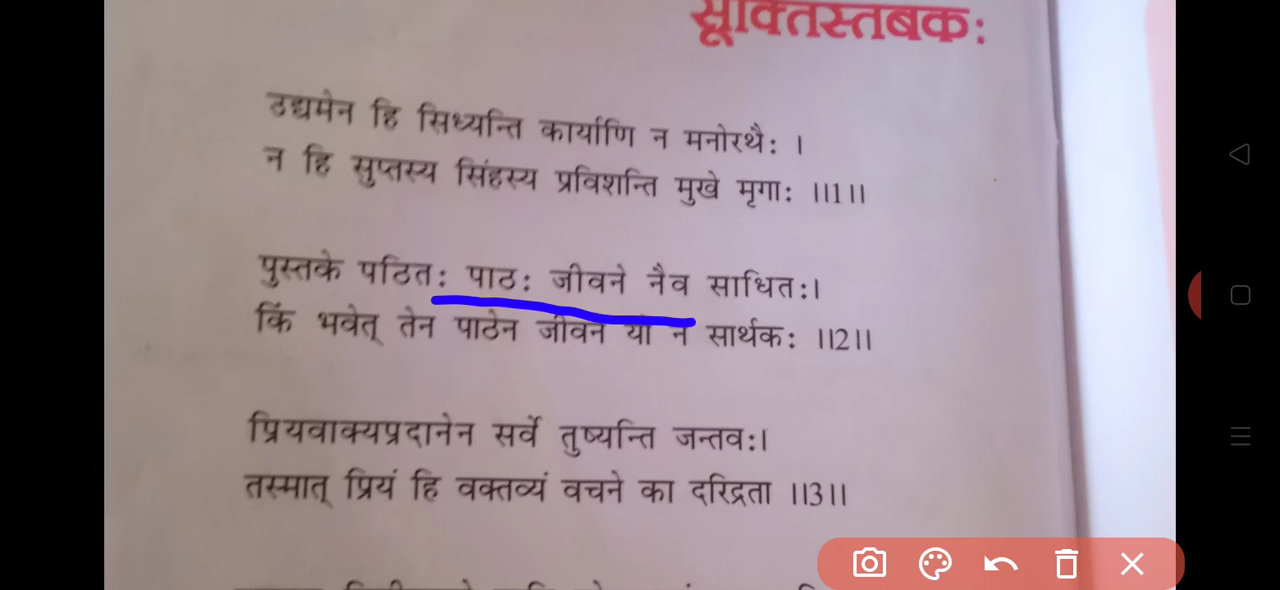 सूक्तिस्तबकः
उद्यमेन हि सिध्यन्ति कार्याणि न मनोरथैः ।
न हि सुप्तस्य सिंहस्य प्रविशन्ति मुखे मृगाः ।।1।।
पुस्तके पठितः पाठः जीवने नैव साधितः।
किं भवेत् तेन पाठेन जीवने यो न सार्थकः ।।2।।
प्रियवाक्यप्रदानेन सर्वे तुष्यन्ति जन्तवः।
तस्मात् प्रियं हि वक्तव्यं वचने का दरिद्रता ।।3।।